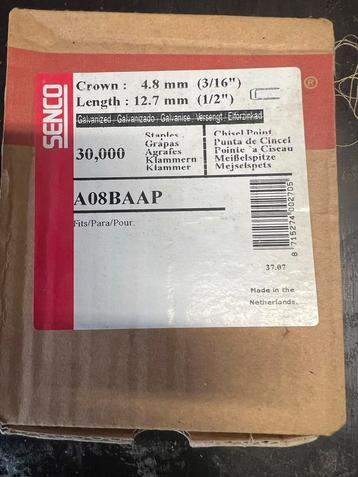 SENCO
Crown : 4.8 mm (3/16")
Length : 12.7 mm (1/2")
®
Galvanized / Galvanizado / Galvanise / Versengt / Elforzinkad
30,000
Staples
Grapas
Agrafes
Klammern
Klammer
Chisel Point
Punta de Cincel
Pointe `a Ciseau
Meißelspitze
Mejselspets
A08BAAP
Fits/Para/Pour:
8 715274 002705
37.07
Made in the
Netherlands.